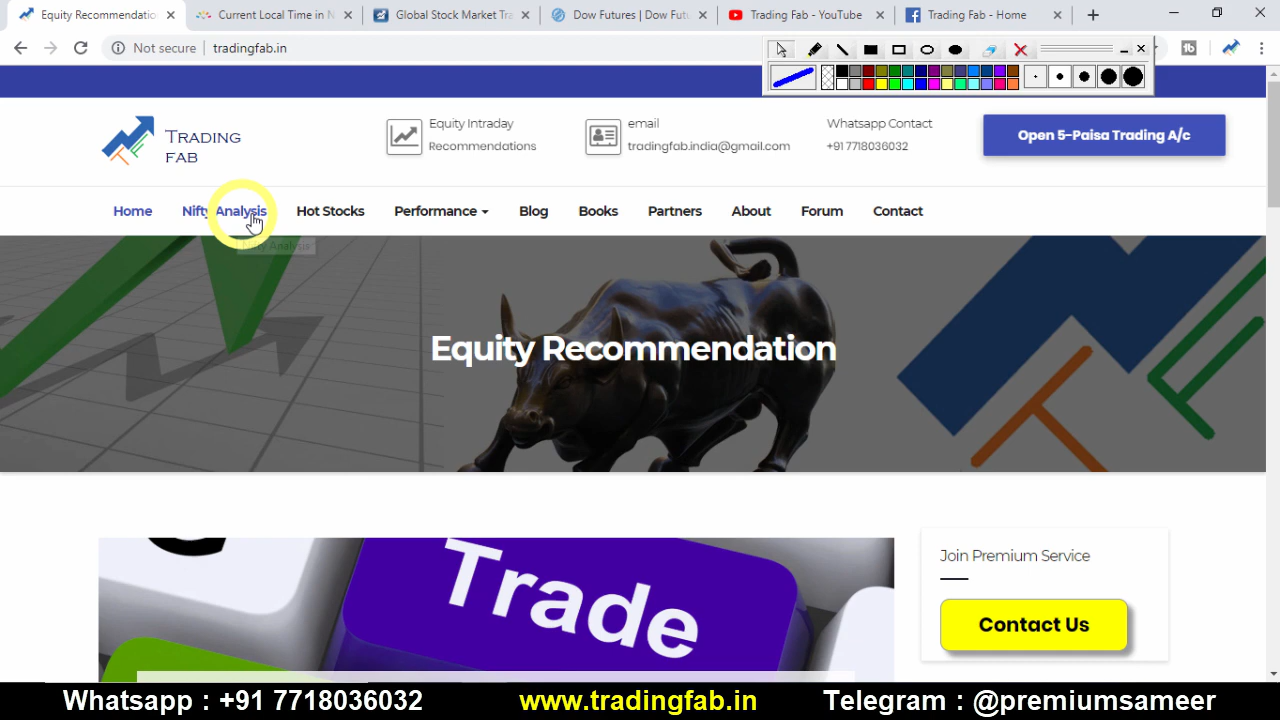 Equity Recommendatio
Current Local Time in N
Global Stock Market Tra
Dow Futures | Dow Futu
Trading Fab - YouTube
Trading Fab - Home
Not secure | tradingfab.in
TRADING
FAB
Equity Intraday
Recommendations
email
tradingfab.india@gmail.com
Whatsapp Contact
+91 7718036032
Open 5-Paisa Trading A/c
Home
Nifty Analysis
Hot Stocks
Performance
Blog
Books
Partners
About
Forum
Contact
Nifty Analysis
Equity Recommendation
Trade
Join Premium Service
Contact Us
Whatsapp : +91 7718036032
www.tradingfab.in
Telegram : @premiumsameer